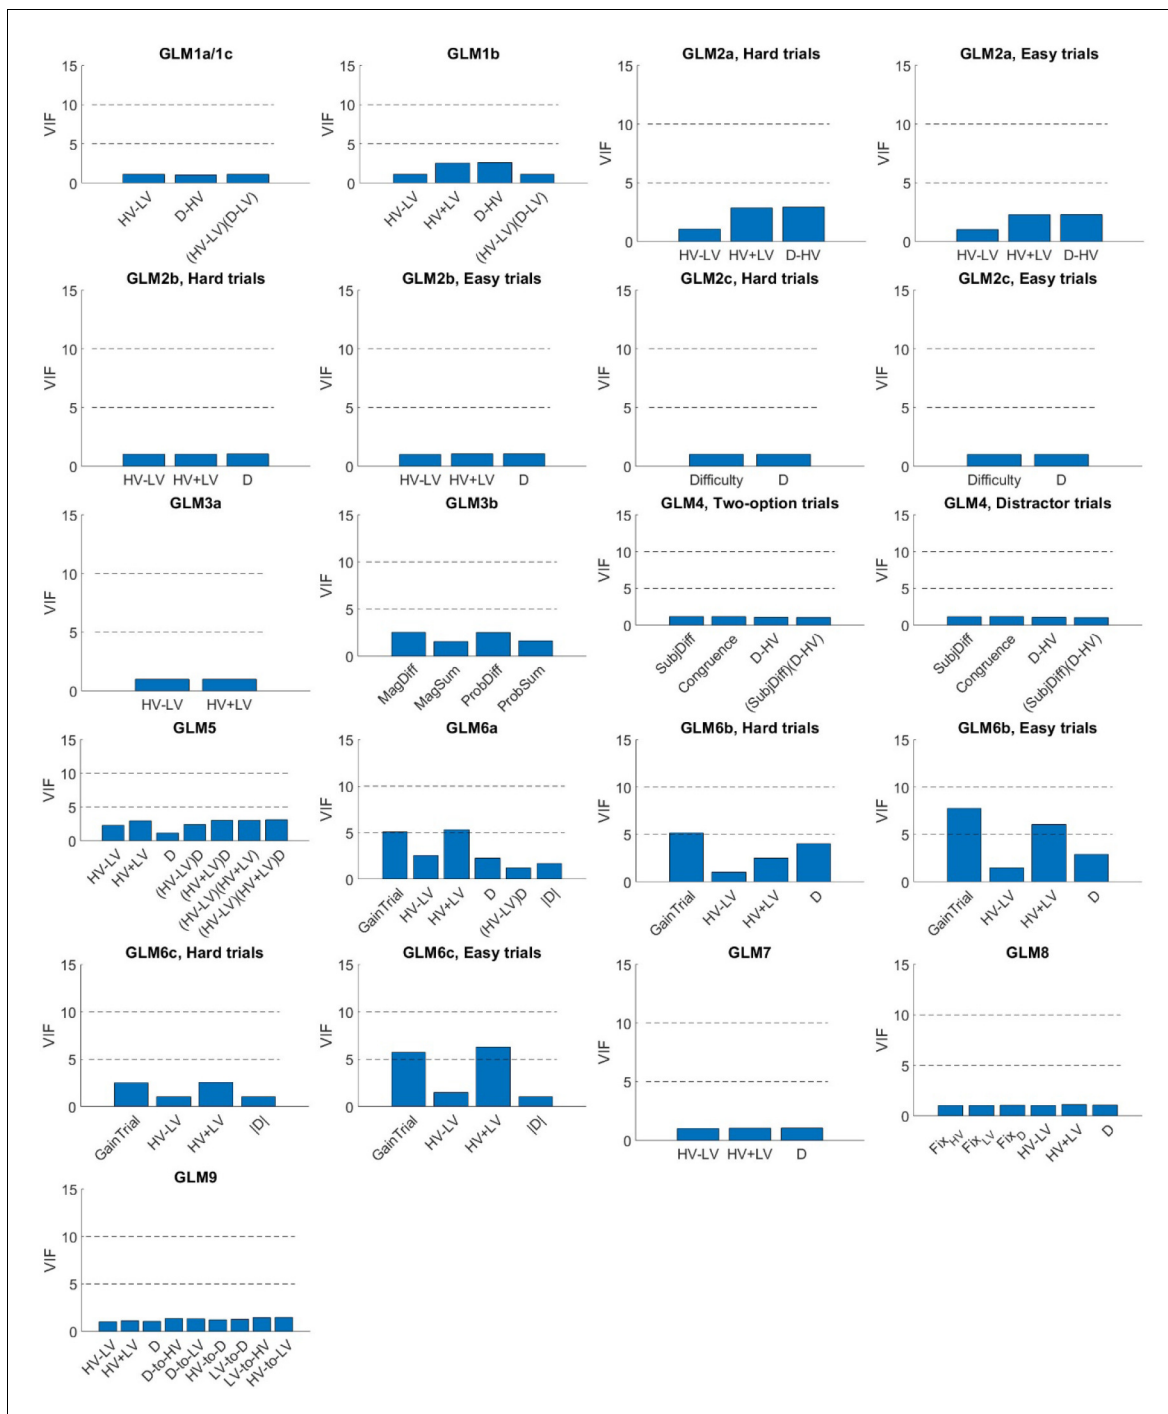 GLM1a/1c
VIF
15
10
5
0
HV-LV
D-HV
(HV-LV)(D-LV)
GLM1b
VIF
15
10
5
0
HV-LV
HV+LV
D-HV
(HV-LV)(D-LV)
GLM2a, Hard trials
VIF
15
10
5
0
HV-LV HV+LV D-HV
GLM2a, Easy trials
VIF
15
10
5
0
HV-LV HV+LV D-HV
GLM2b, Hard trials
VIF
15
10
5
0
HV-LV HV+LV D
GLM2b, Easy trials
VIF
15
10
5
0
HV-LV HV+LV D
GLM2c, Hard trials
VIF
15
10
5
0
Difficulty D
GLM2c, Easy trials
VIF
15
10
5
0
Difficulty D
GLM3a
VIF
15
10
5
0
HV-LV HV+LV
GLM3b
VIF
15
10
5
0
MagDiff
MagSum
ProbDiff
ProbSum
GLM4, Two-option trials
VIF
15
10
5
0
SubjDiff
Congruence
D-HV
(SubjDiff)(D-HV)
GLM4, Distractor trials
VIF
15
10
5
0
SubjDiff
Congruence
D-HV
(SubjDiff)(D-HV)
GLM5
VIF
15
10
5
0
HV-LV
HV+LV
D
(HV-LV)D
(HV+LV)D
(HV-LV)(HV+LV)
(HV-LV)(HV+LV)D
GLM6a
VIF
15
10
5
0
GainTrial
HV-LV
HV+LV
D
(HV-LV)D
|D|
GLM6b, Hard trials
VIF
15
10
5
0
GainTrial
HV-LV
HV+LV
D
GLM6b, Easy trials
VIF
15
10
5
0
GainTrial
HV-LV
HV+LV
D
GLM6c, Hard trials
VIF
15
10
5
0
GainTrial
HV-LV
HV+LV
|D|
GLM6c, Easy trials
VIF
15
10
5
0
GainTrial
HV-LV
HV+LV
|D|
GLM7
VIF
15
10
5
0
HV-LV HV+LV D
GLM8
VIF
15
10
5
0
Fix_HV
Fix_LV
Fix_D
HV-LV
HV+LV
D
GLM9
VIF
15
10
5
0
HV-LV
HV+LV
D
D-to-HV
D-to-LV
HV-to-D
LV-to-D
LV-to-HV
HV-to-LV